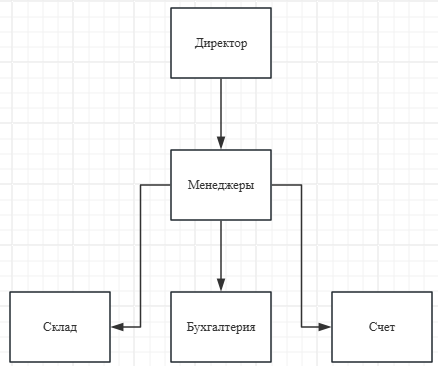 Директор
Менеджеры
Склад
Бухгалтерия
Счет